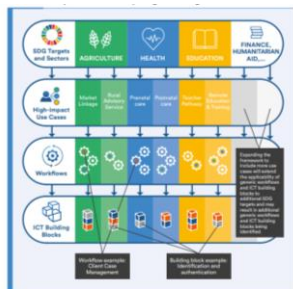 SDG Targets
and Sectors
AGRICULTURE
HEALTH
EDUCATION
FINANCE,
HUMANITARIAN
AID,...
High-impact
Use Cases
Market
Linkage
Rural
Advisory
Service
Prenatal
care
Postnatal
care
Teacher
Pathway
Remote
Education
& Training
Workflows
Expanding the
framework to
include more use
cases will extend
the applicability of
generic workflows
and ICT building
blocks to
additional SDG
targets and may
result in additional
generic workflows
and ICT building
blocks being
identified
ICT Building
Blocks
Workflow example:
Client Case
Management
Building block example:
Identification and
authentication